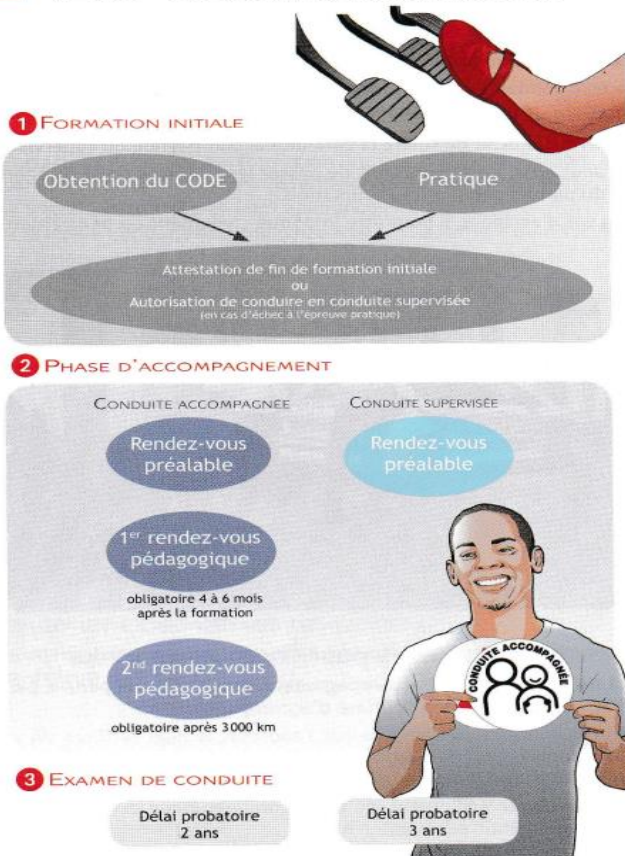 1 FORMATION INITIALE
Obtention du CODE
Pratique
Attestation de fin de formation initiale
ou
Autorisation de conduire en conduite supervisée
(en cas d'échec à l'épreuve pratique)
2 PHASE D'ACCOMPAGNEMENT
CONDUITE ACCOMPAGNÉE
Rendez-vous
préalable
1er rendez-vous
pédagogique
obligatoire 4 à 6 mois
après la formation
2nd rendez-vous
pédagogique
obligatoire après 3000 km
CONDUITE SUPERVISÉE
Rendez-vous
préalable
CONDUITE ACCOMPAGNÉE
3 EXAMEN DE CONDUITE
Délai probatoire
2 ans
Délai probatoire
3 ans